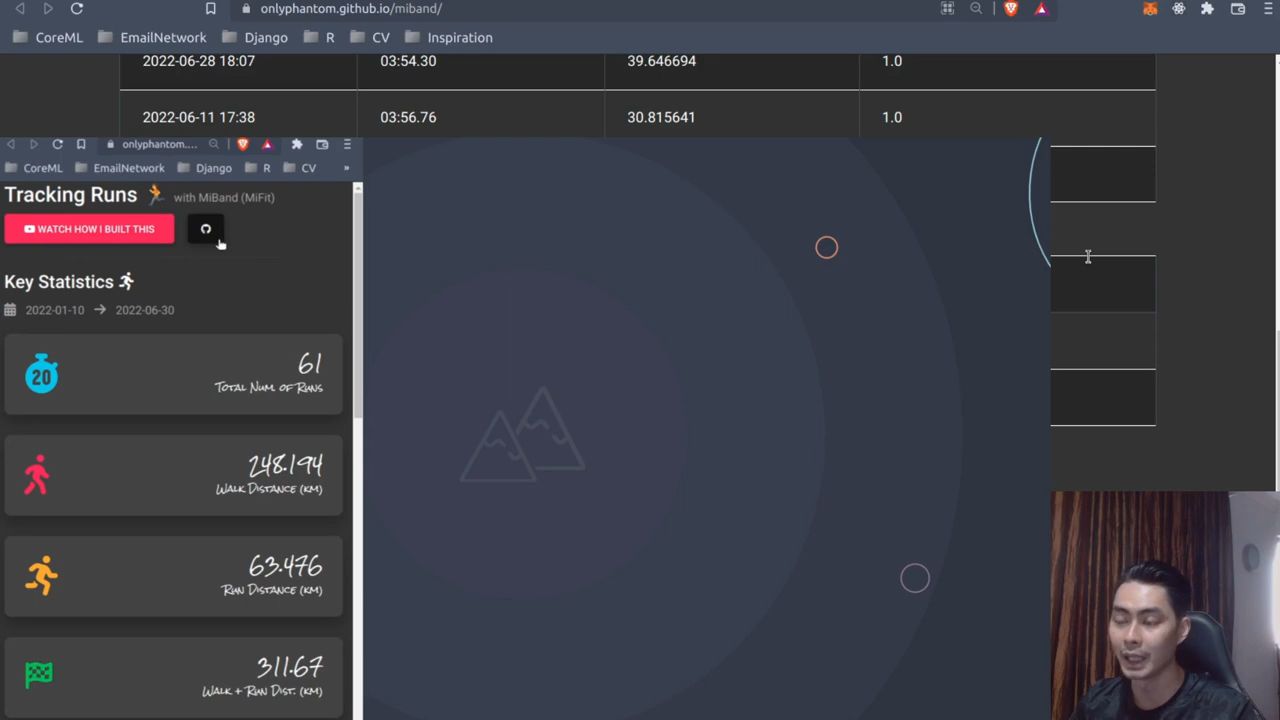 onlyphantom.github.io/miband/
CoreML EmailNetwork Django R CV Inspiration
2022-06-28 18:07 03:54.30 39.646694 1.0
2022-06-11 17:38 03:56.76 30.815641 1.0
onlyphantom....
CoreML EmailNetwork Django R CV »
Tracking Runs with MiBand (MiFit)
WATCH HOW I BUILT THIS
Key Statistics
2022-01-10 → 2022-06-30
20
61
Total Num. of Runs
248.194
Walk Distance (km)
63.476
Run Distance (km)
311.67
Walk + Run Dist. (km)